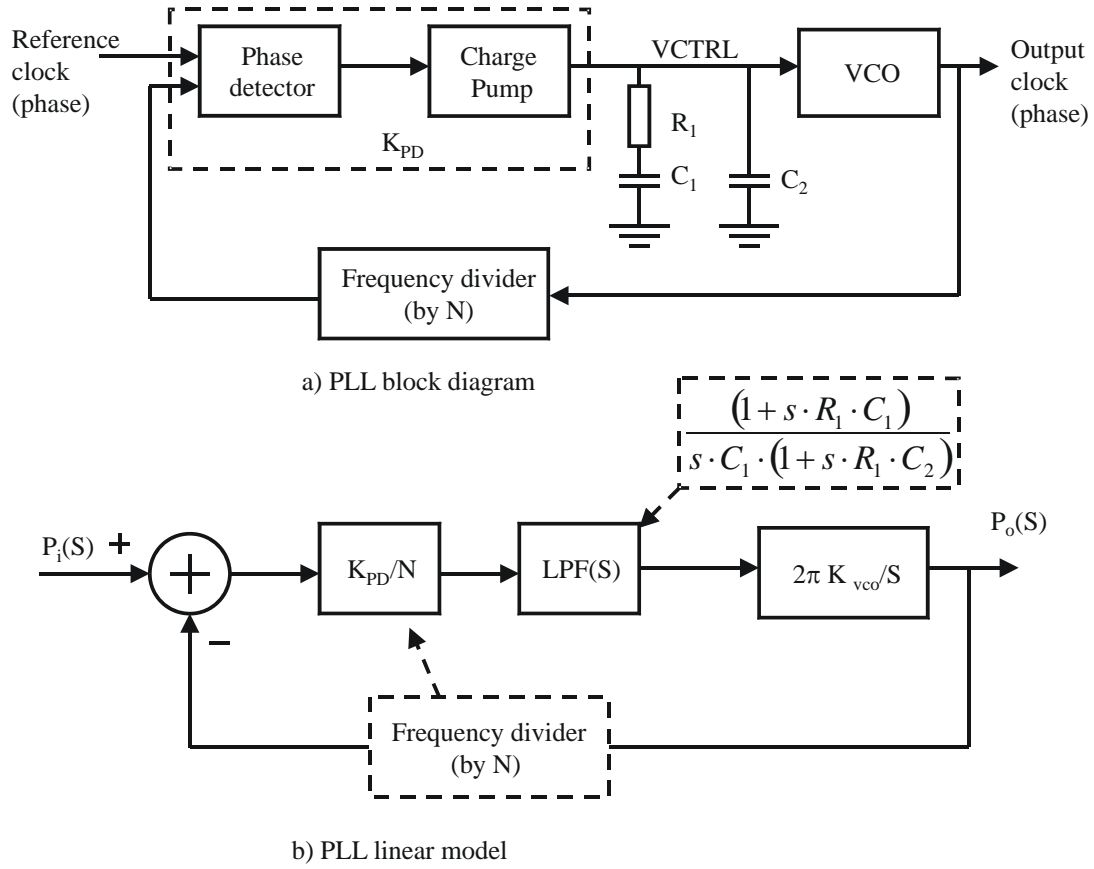 Reference
clock
(phase)
Phase
detector
Charge
Pump
K_PD
VCTRL
R_1
C_1
C_2
VCO
Output
clock
(phase)
Frequency divider
(by N)
a) PLL block diagram
(1 + s · R_1 · C_1)
s · C_1 · (1 + s · R_1 · C_2)
P_i(S)
+
+
−
K_PD/N
LPF(S)
2π K_vco/S
P_o(S)
Frequency divider
(by N)
b) PLL linear model